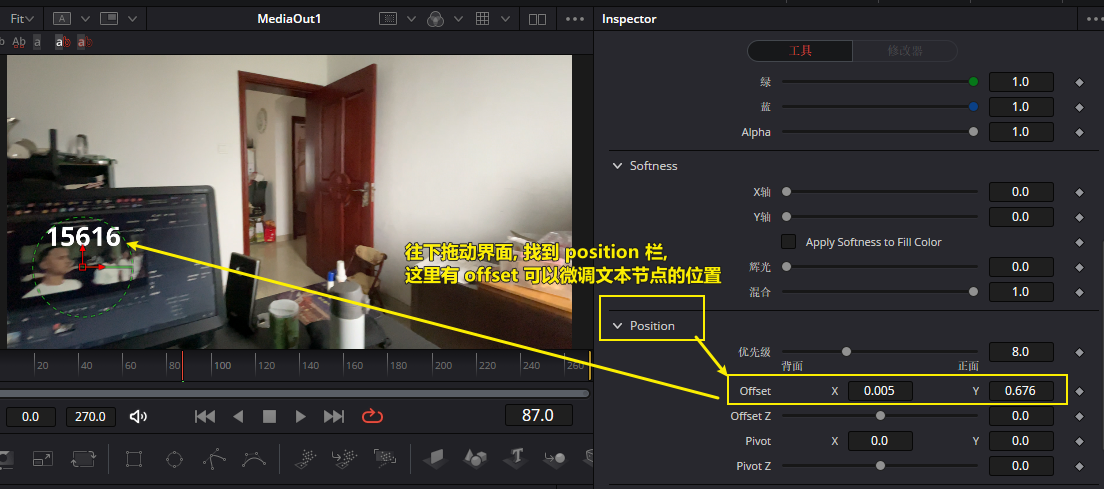 Fit
A
MediaOut1
Inspector
Ab
a
a
a
工具
修改器
绿
1.0
蓝
1.0
Alpha
1.0
Softness
X轴
0.0
Y轴
0.0
Apply Softness to Fill Color
辉光
0.0
混合
1.0
15616
往下拖动界面, 找到 position 栏,
这里有 offset 可以微调文本节点的位置
Position
优先级
8.0
背面
正面
Offset
X
0.005
Y
0.676
Offset Z
0.0
Pivot
X
0.0
Y
0.0
Pivot Z
0.0
20 40 60 80 100 120 140 160 180 200 220 240 260
0.0
270.0
87.0
T